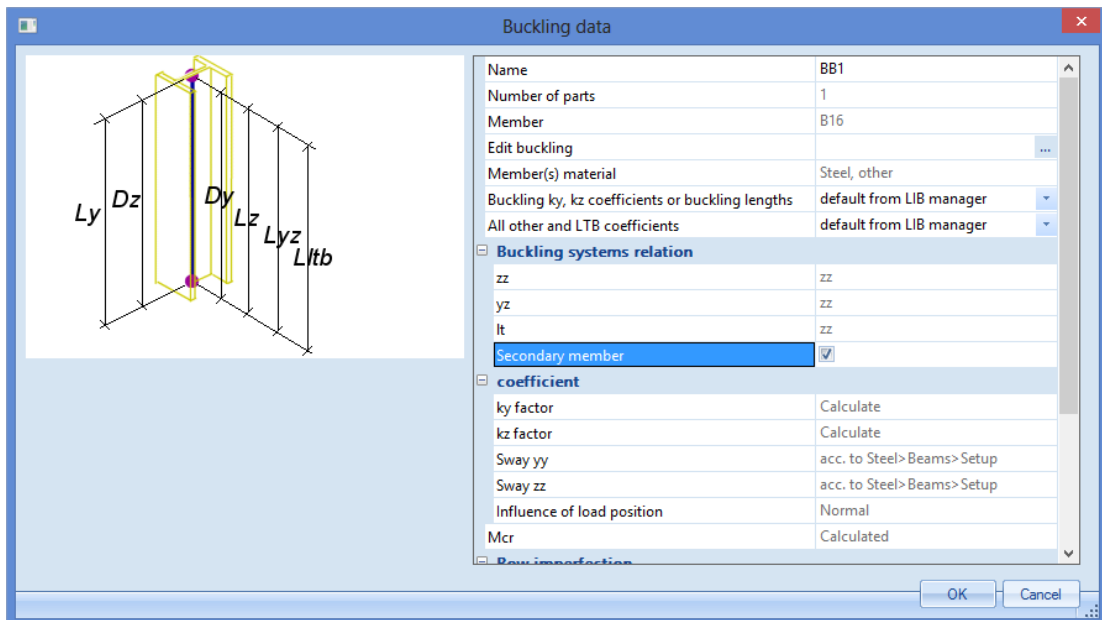 Buckling data
Ly
Dz
Dy
Lz
Lyz
Lltb
Name BB1
Number of parts 1
Member B16
Edit buckling ...
Member(s) material Steel, other
Buckling ky, kz coefficients or buckling lengths default from LIB manager
All other and LTB coefficients default from LIB manager
Buckling systems relation
zz zz
yz zz
lt zz
Secondary member
coefficient
ky factor Calculate
kz factor Calculate
Sway yy acc. to Steel>Beams>Setup
Sway zz acc. to Steel>Beams>Setup
Influence of load position Normal
Mcr Calculated
Bow imperfection
OK Cancel